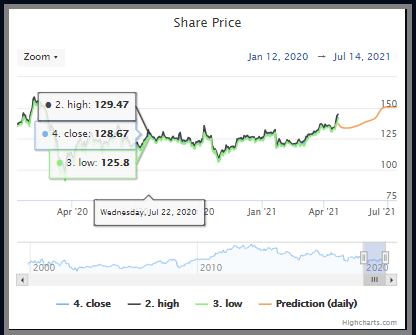 Share Price
Zoom
Jan 12, 2020 → Jul 14, 2021
2. high: 129.47
4. close: 128.67
3. low: 125.8
150
125
100
75
Wednesday, Jul 22, 2020
Apr '20
'20
Jan '21
Apr '21
Jul '21
2000
2010
2020
4. close
2. high
3. low
Prediction (daily)
Highcharts.com